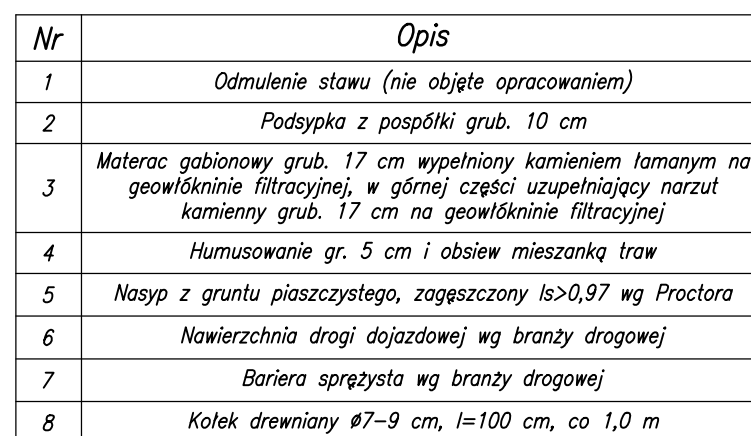 Nr Opis
1 Odmulenie stawu (nie objęte opracowaniem)
2 Podsypka z pospółki grub. 10 cm
Materac gabionowy grub. 17 cm wypełniony kamieniem łamanym na
3 geowłókninie filtracyjnej, w górnej części uzupełniający narzut
kamienny grub. 17 cm na geowłókninie filtracyjnej
4 Humusowanie gr. 5 cm i obsiew mieszanką traw
5 Nasyp z gruntu piaszczystego, zagęszczony Is>0,97 wg Proctora
6 Nawierzchnia drogi dojazdowej wg branży drogowej
7 Bariera sprężysta wg branży drogowej
8 Kołek drewniany ø7-9 cm, l=100 cm, co 1,0 m